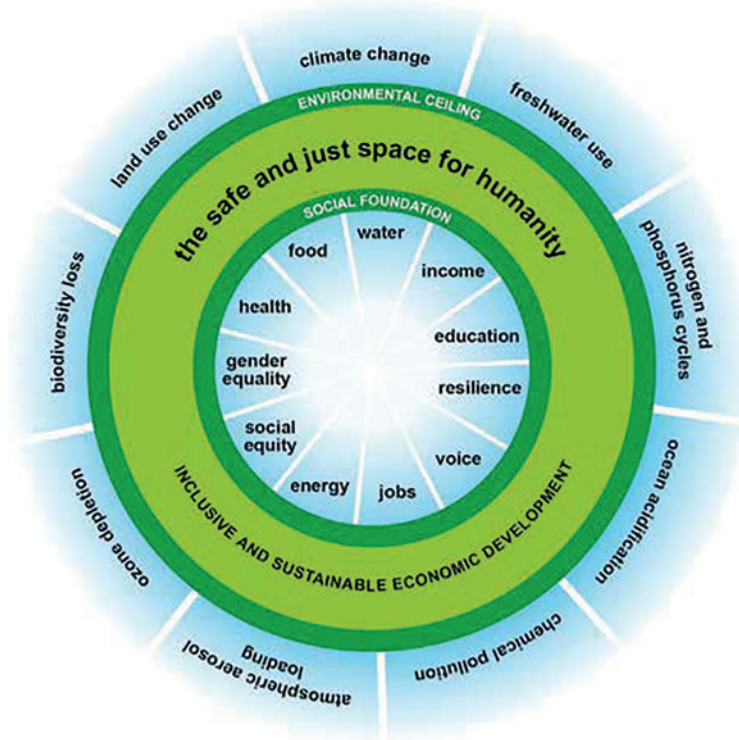 climate change
freshwater use
nitrogen and
phosphorus cycles
ocean acidification
chemical pollution
atmospheric aerosol
loading
ozone depletion
biodiversity loss
land use change
ENVIRONMENTAL CEILING
the safe and just space for humanity
SOCIAL FOUNDATION
water
income
education
resilience
voice
jobs
energy
social
equity
gender
equality
health
food
INCLUSIVE AND SUSTAINABLE ECONOMIC DEVELOPMENT